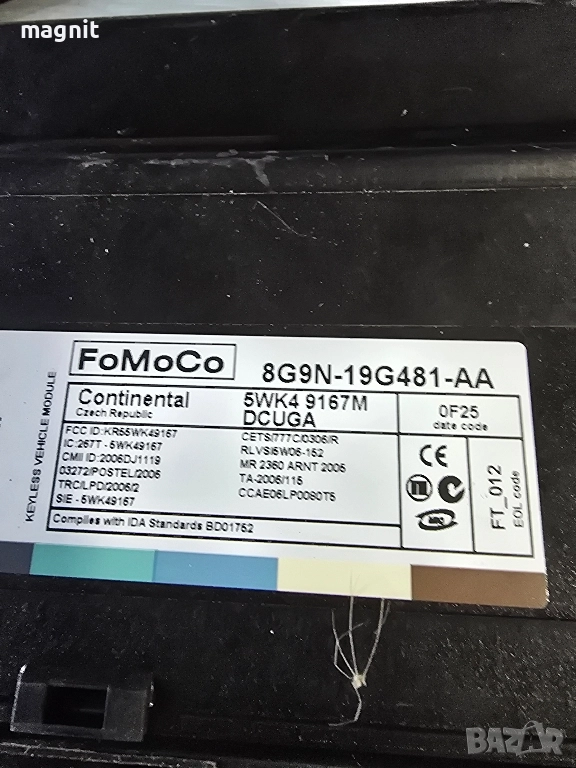 magnit
KEYLESS VEHICLE MODULE
FoMoCo
8G9N-19G481-AA
Continental
Czech Republic
5WK4 9167M
DCUGA
0F25
date code
FCC ID:KR55WK49167
IC:267T - 5WK49167
CMII ID:2006DJ1119
03272/POSTEL/2006
TRC/LPD/2006/2
SIE - 5WK49167
CETS/777C/0306/R
RLVSI6W06-152
MR 2360 ARNT 2005
TA-2006/115
CCAE06LP0080T5
CE
FT_012
EOL code
Complies with IDA Standards BD01752
BAZAR